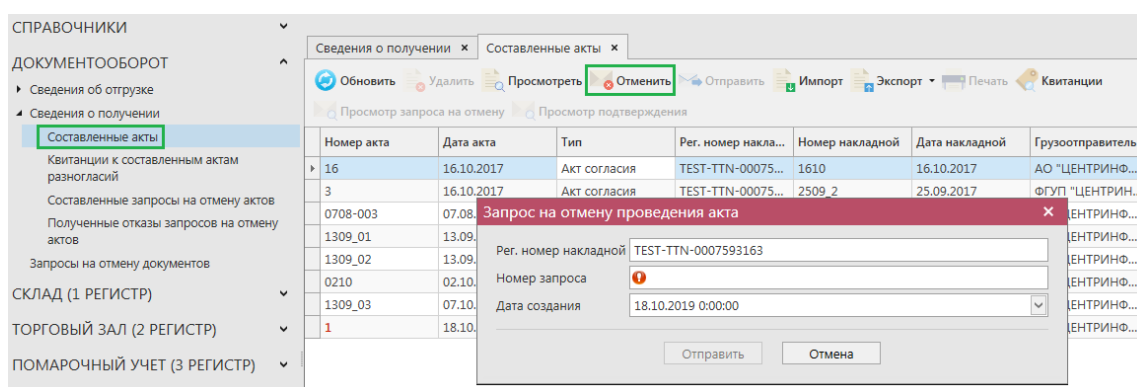 СПРАВОЧНИКИ
ДОКУМЕНТООБОРОТ
Сведения об отгрузке
Сведения о получении
Составленные акты
Квитанции к составленным актам
разногласий
Составленные запросы на отмену актов
Полученные отказы запросов на отмену
актов
Запросы на отмену документов
СКЛАД (1 РЕГИСТР)
ТОРГОВЫЙ ЗАЛ (2 РЕГИСТР)
ПОМАРОЧНЫЙ УЧЕТ (3 РЕГИСТР)
Сведения о получении × Составленные акты ×
Обновить Удалить Просмотреть Отменить Отправить Импорт Экспорт Печать Квитанции
Просмотр запроса на отмену Просмотр подтверждения
Номер акта Дата акта Тип Рег. номер накла... Номер накладной Дата накладной Грузоотправитель
16 16.10.2017 Акт согласия TEST-TTN-00075... 1610 16.10.2017 АО "ЦЕНТРИНФ...
3 16.10.2017 Акт согласия TEST-TTN-00075... 2509_2 25.09.2017 ФГУП "ЦЕНТРИН...
0708-003 07.08.
1309_01 13.09. ЦЕНТРИНФ...
1309_02 13.09. ЦЕНТРИНФ...
0210 02.10. ЦЕНТРИНФ...
1309_03 07.10. ЦЕНТРИНФ...
1 18.10. ЦЕНТРИНФ...
Запрос на отмену проведения акта ×
Рег. номер накладной TEST-TTN-0007593163
Номер запроса
Дата создания 18.10.2019 0:00:00
Отправить Отмена